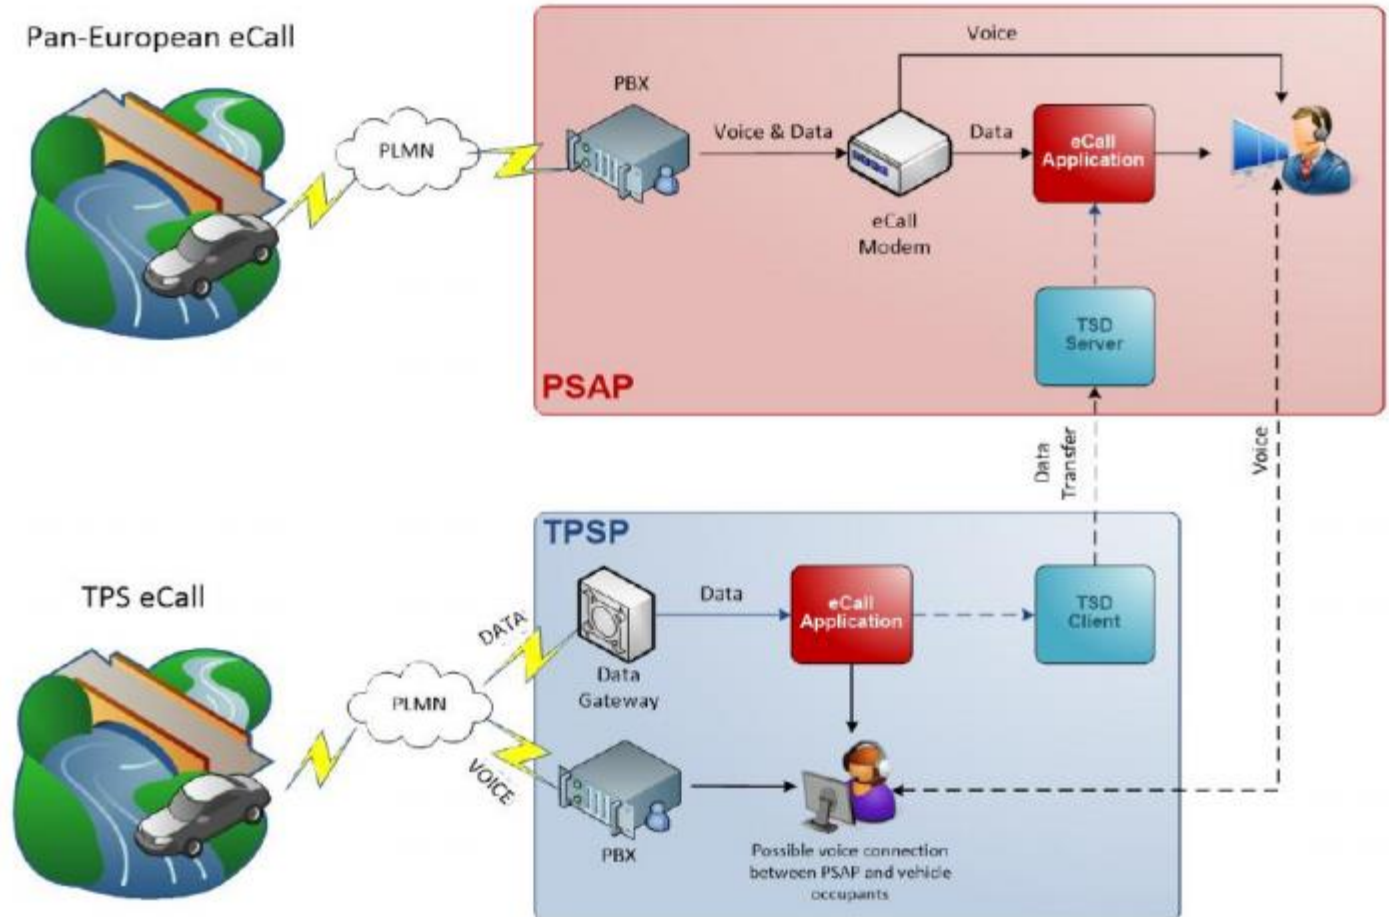 Pan-European eCall
PLMN
PBX
Voice & Data
eCall
Modem
Voice
Data
eCall
Application
TSD
Server
PSAP
Data
Transfer
Voice
TPSP
TPS eCall
PLMN
DATA
VOICE
Data
Gateway
Data
eCall
Application
TSD
Client
PBX
Possible voice connection
between PSAP and vehicle
occupants